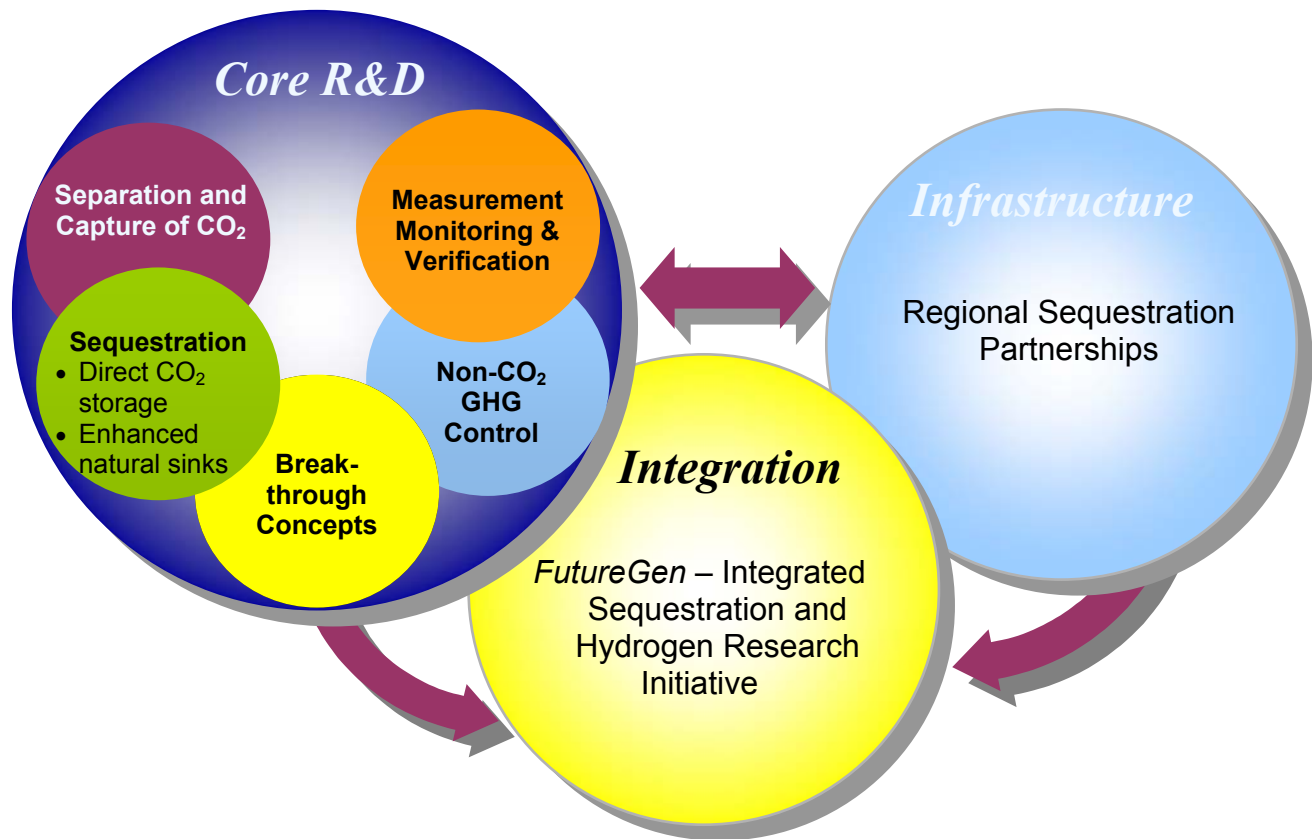 Core R&D
Separation and
Capture of CO₂
Measurement
Monitoring &
Verification
Sequestration
• Direct CO₂
storage
• Enhanced
natural sinks
Non-CO₂
GHG
Control
Break-
through
Concepts
Infrastructure
Regional Sequestration
Partnerships
Integration
FutureGen – Integrated
Sequestration and
Hydrogen Research
Initiative